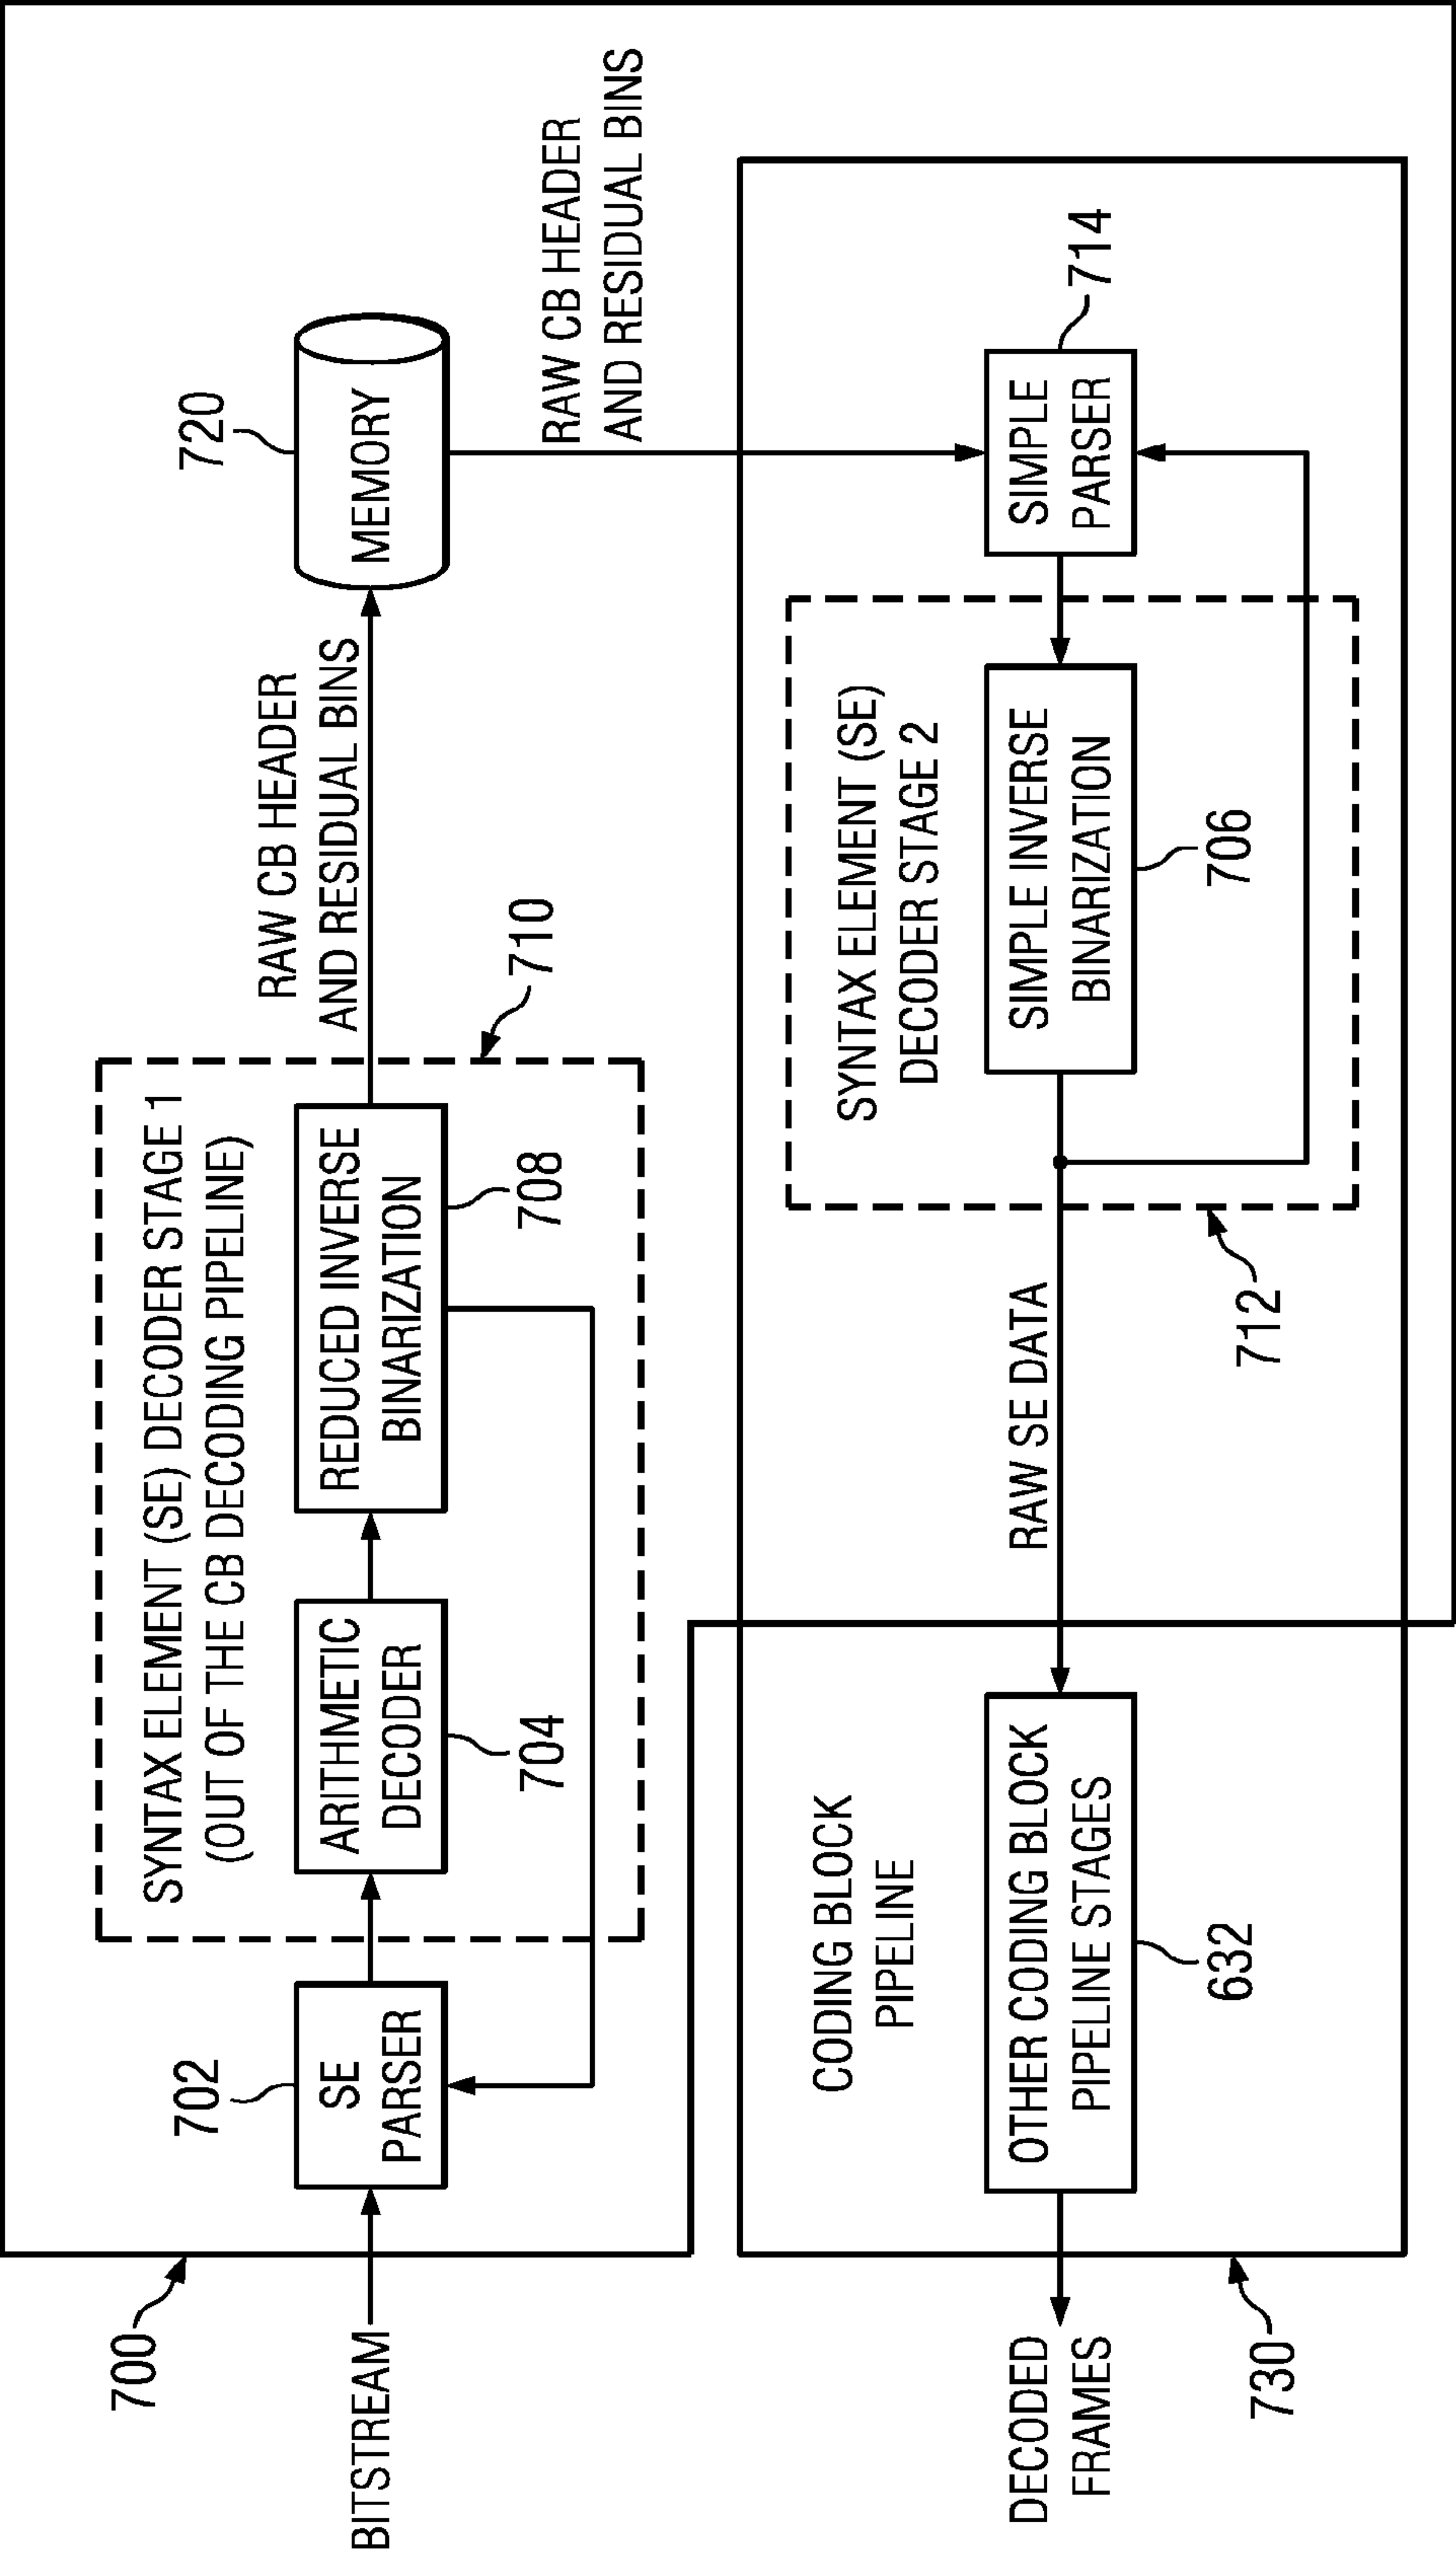 700
BITSTREAM
702
SE
PARSER
SYNTAX ELEMENT (SE) DECODER STAGE 1
(OUT OF THE CB DECODING PIPELINE)
ARITHMETIC
DECODER
704
REDUCED INVERSE
BINARIZATION
708
710
RAW CB HEADER
AND RESIDUAL BINS
720
MEMORY
RAW CB HEADER
AND RESIDUAL BINS
CODING BLOCK
PIPELINE
DECODED
FRAMES
730
OTHER CODING BLOCK
PIPELINE STAGES
632
RAW SE DATA
712
SYNTAX ELEMENT (SE)
DECODER STAGE 2
SIMPLE INVERSE
BINARIZATION
706
SIMPLE
PARSER
714